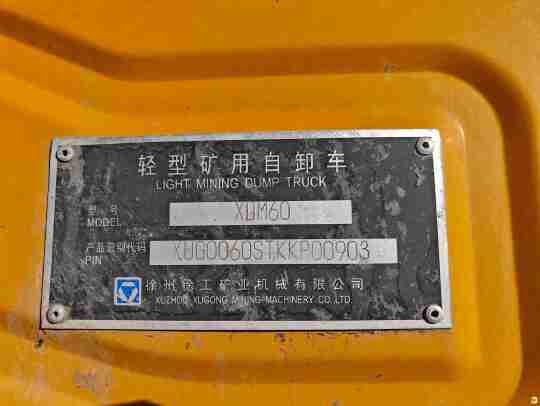 轻型矿用自卸车
LIGHT MINING DUMP TRUCK
型号 XDM60
MODEL
产品识别代码 XUG0060STKKP00903
PIN
徐州徐工矿业机械有限公司
XUZHOU XUGONG MINING MACHINERY CO.,LTD.